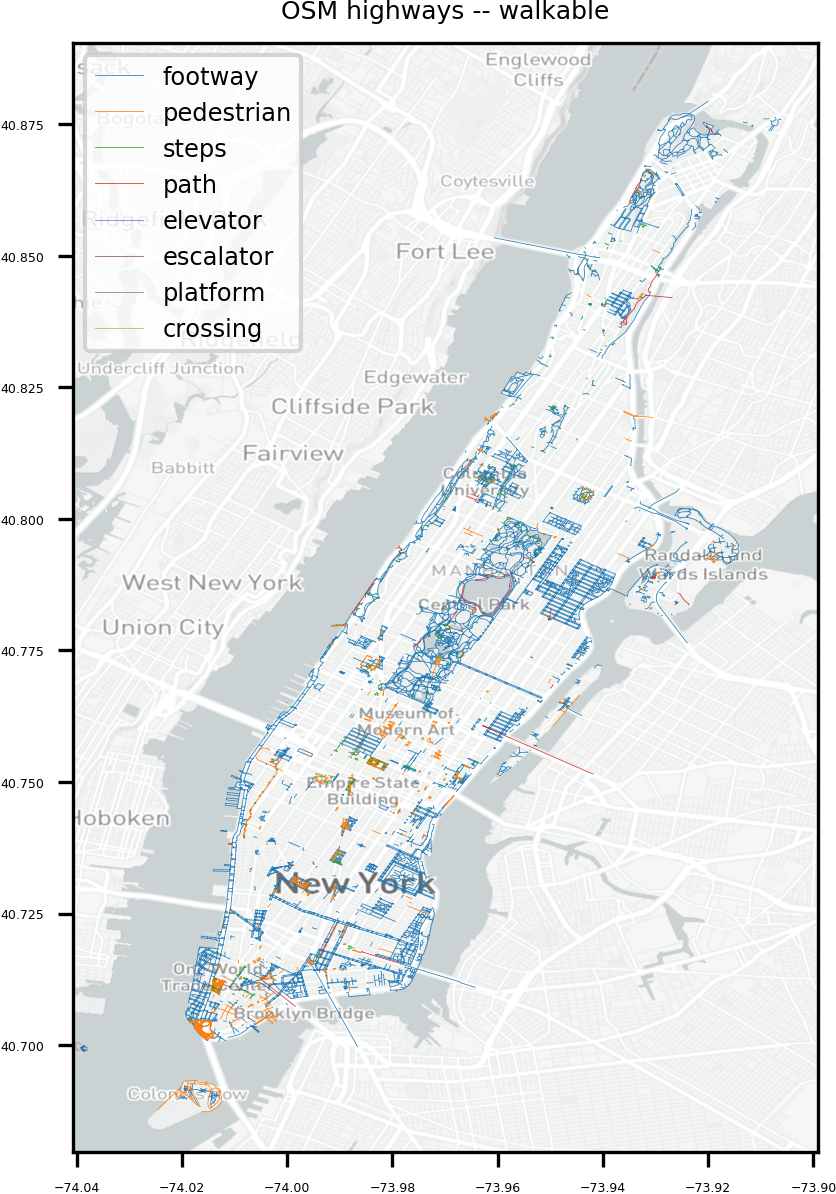 OSM highways -- walkable
footway
pedestrian
steps
path
elevator
escalator
platform
crossing
Englewood
Cliffs
Coytesville
Fort Lee
Undercliff Junction
Edgewater
Cliffside Park
Fairview
Babbitt
Columbia
University
Randalls and
Wards Islands
MANHATTAN
Central Park
West New York
Union City
Museum of
Modern Art
Empire State
Building
Hoboken
New York
One World
Trade Center
Brooklyn Bridge
Colonels Row
40.875
40.850
40.825
40.800
40.775
40.750
40.725
40.700
−74.04
−74.02
−74.00
−73.98
−73.96
−73.94
−73.92
−73.90